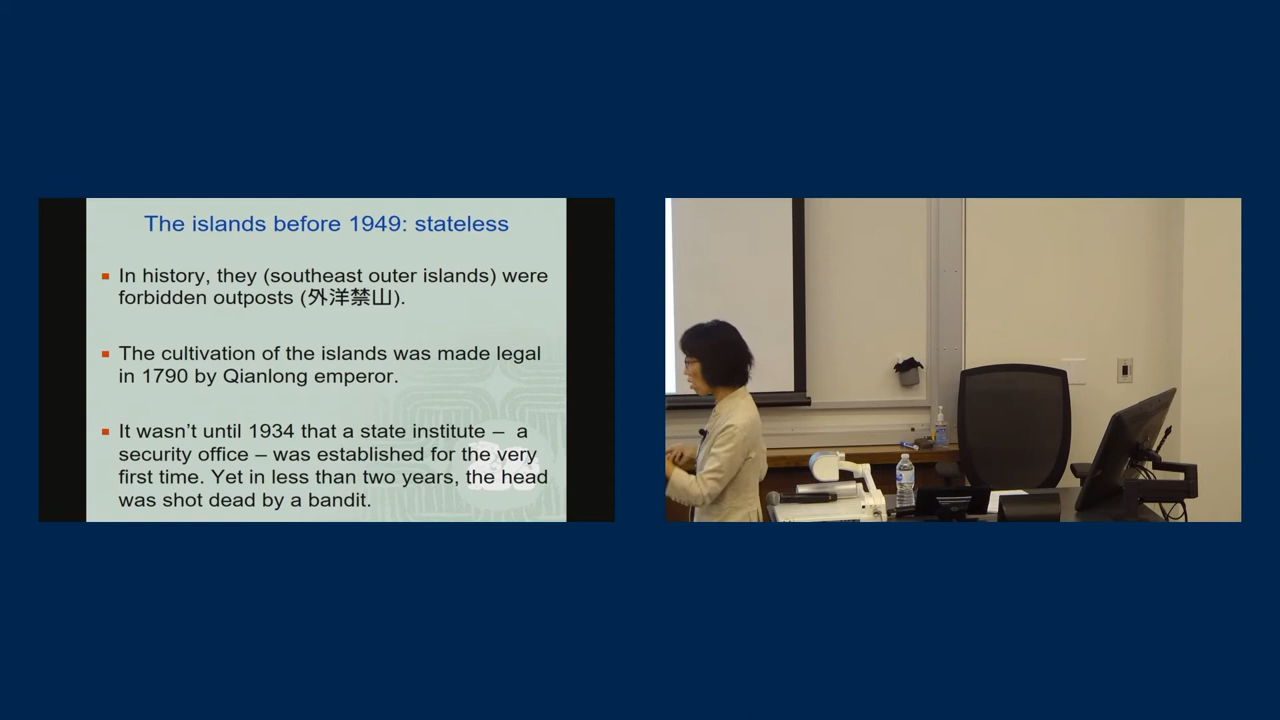 The islands before 1949: stateless
In history, they (southeast outer islands) were
forbidden outposts (外洋禁山).
The cultivation of the islands was made legal
in 1790 by Qianlong emperor.
It wasn’t until 1934 that a state institute – a
security office – was established for the very
first time. Yet in less than two years, the head
was shot dead by a bandit.